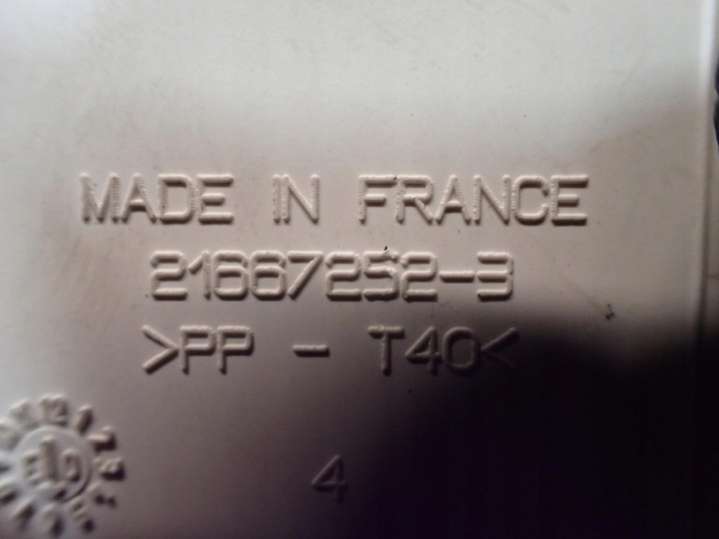 MADE IN FRANCE
21667252-3
>PP - T40<
4